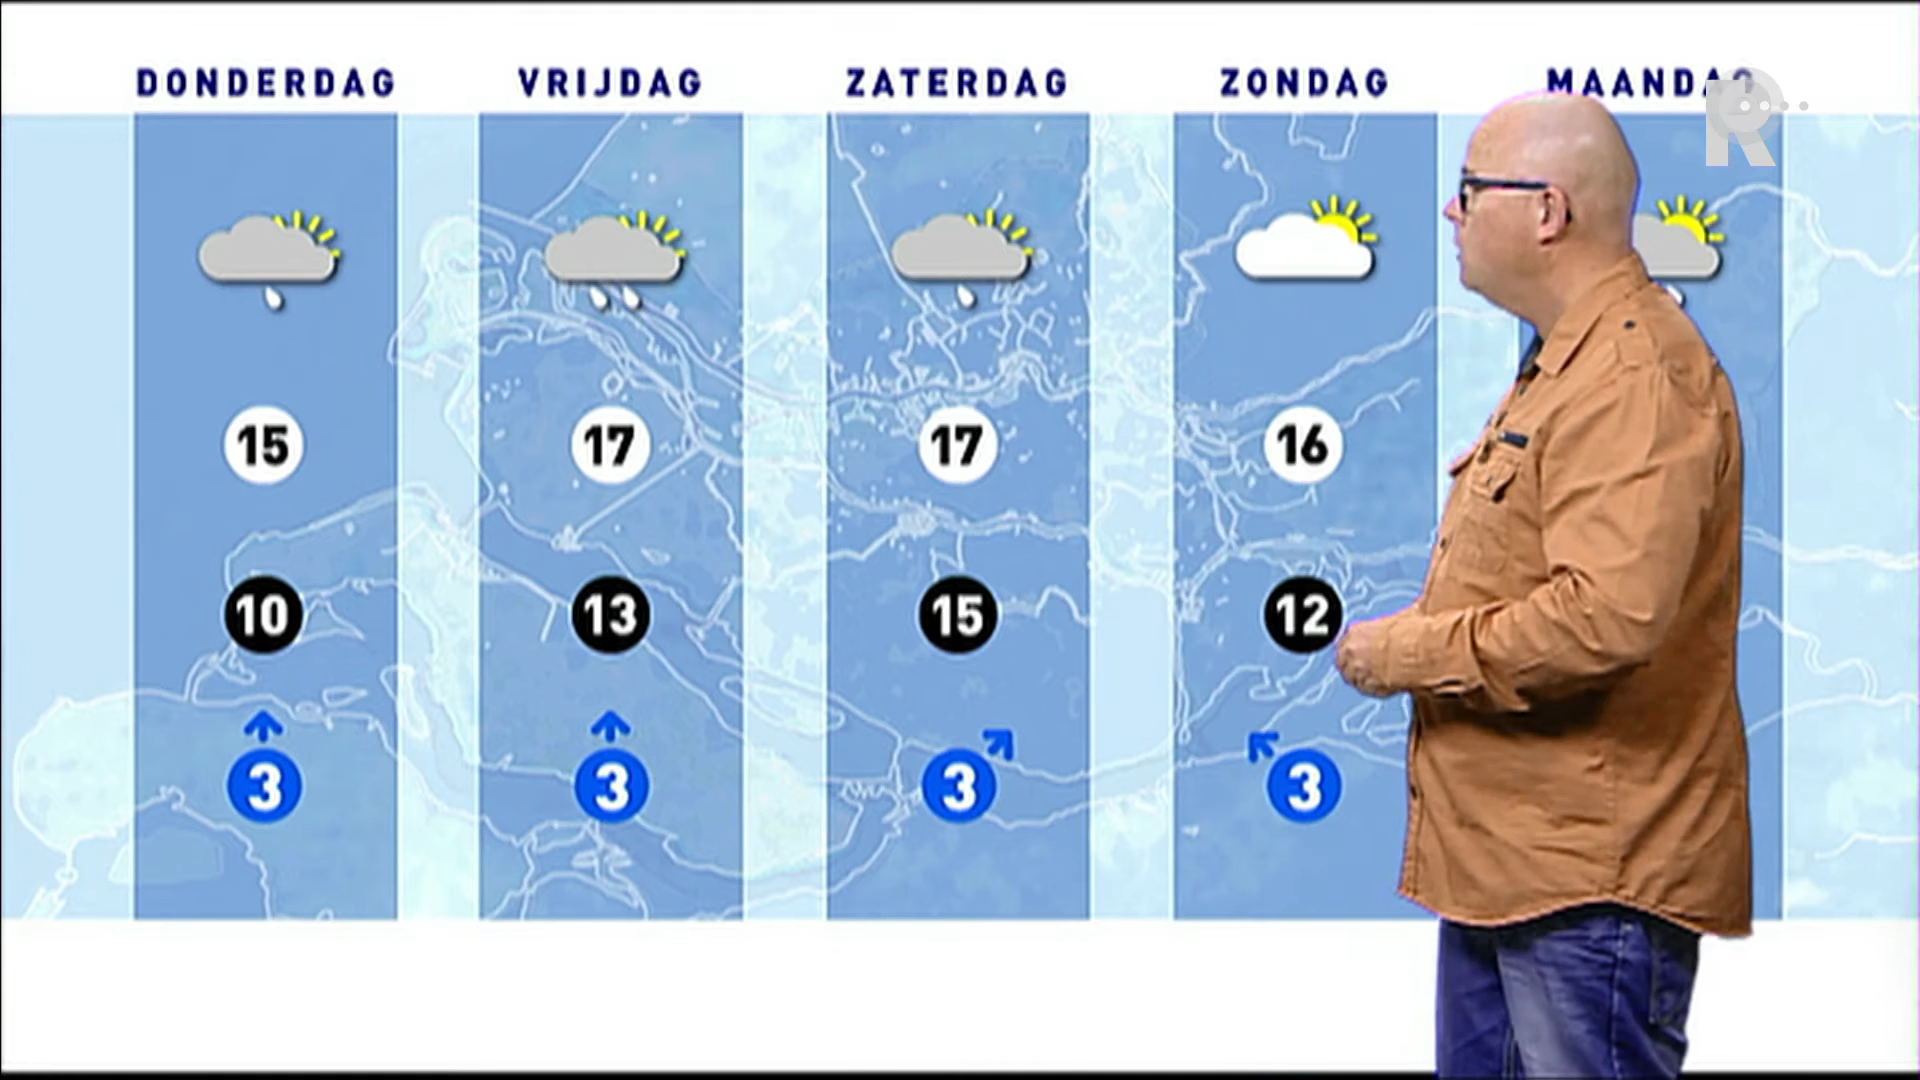 DONDERDAG VRIJDAG ZATERDAG ZONDAG MAANDAG
15 17 17 16
10 13 15 12
3 3 3 3
R